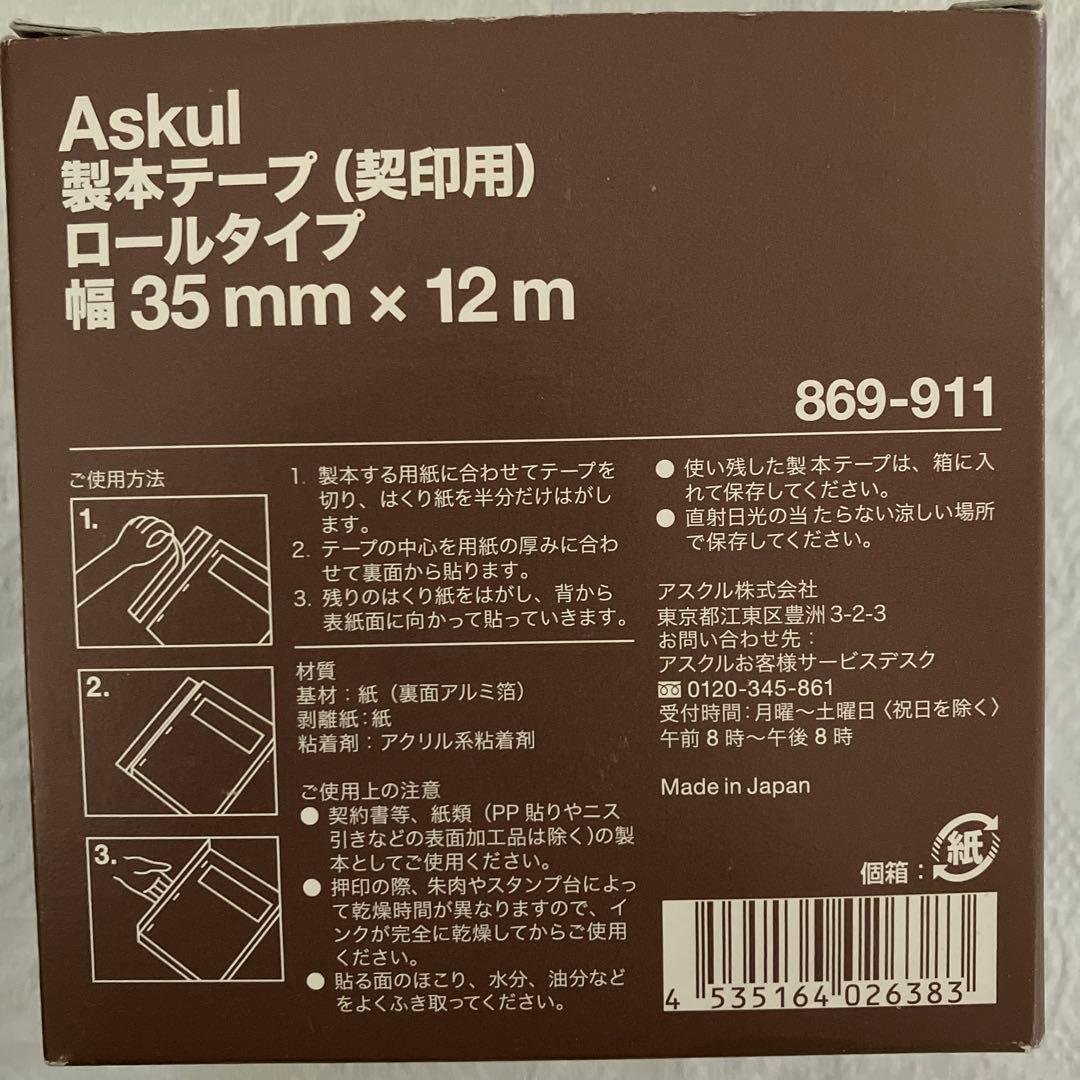 Askul
製本テープ（契印用）
ロールタイプ
幅 35 mm × 12 m
869-911
ご使用方法
1.
2.
3.
1. 製本する用紙に合わせてテープを
切り、はくり紙を半分だけはがし
ます。
2. テープの中心を用紙の厚みに合わ
せて裏面から貼ります。
3. 残りのはくり紙をはがし、背から
表紙面に向かって貼っていきます。
材質
基材：紙（裏面アルミ箔）
剥離紙：紙
粘着剤：アクリル系粘着剤
ご使用上の注意
● 契約書等、紙類（PP 貼りやニス
引きなどの表面加工品は除く）の製
本としてご使用ください。
● 押印の際、朱肉やスタンプ台によっ
て乾燥時間が異なりますので、イ
ンクが完全に乾燥してからご使用
ください。
● 貼る面のほこり、水分、油分など
をよくふき取ってください。
● 使い残した製本テープは、箱に入
れて保存してください。
● 直射日光の当たらない涼しい場所
で保存してください。
アスクル株式会社
東京都江東区豊洲3-2-3
お問い合わせ先：
アスクルお客様サービスデスク
0120-345-861
受付時間：月曜～土曜日〈祝日を除く〉
午前８時～午後８時
Made in Japan
個箱：紙
4 535164 026383